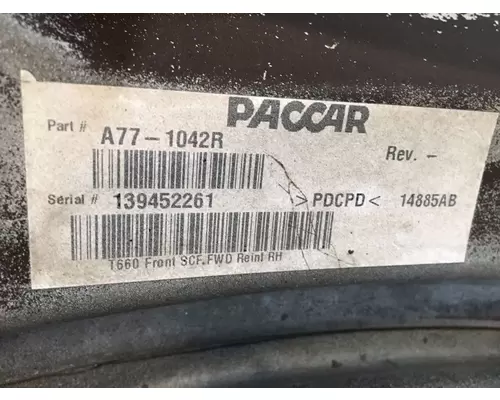 PACCAR
Part # A77-1042R
Rev. -
Serial # 139452261 >PDCPD< 14885AB
T660 Front SCF,FWD Reinf RH